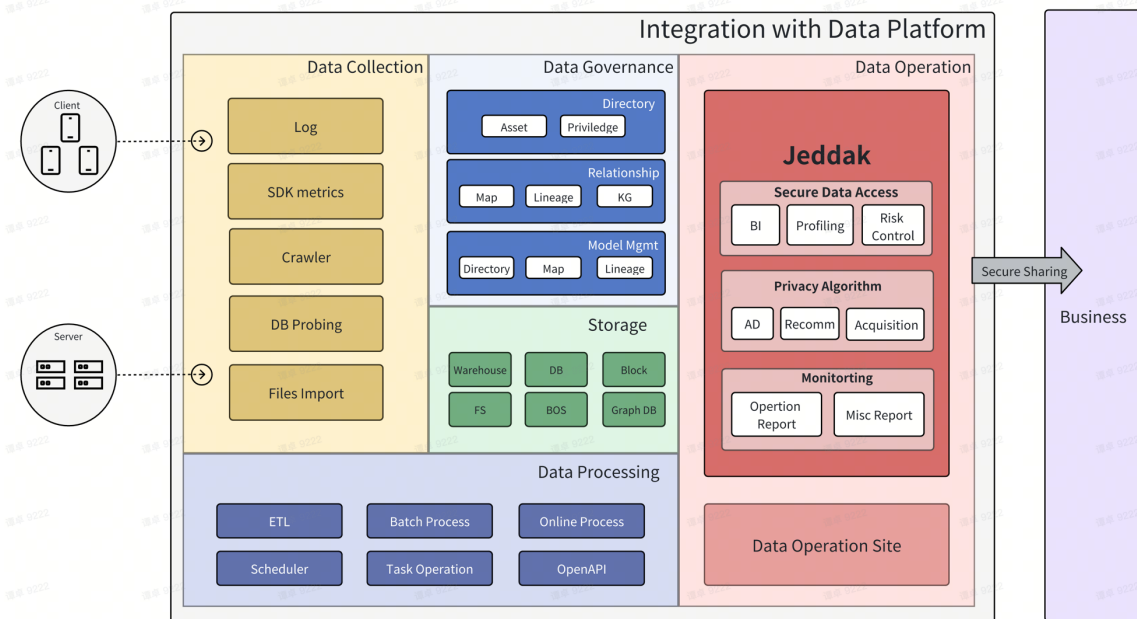 Integration with Data Platform
Client
Server
Data Collection
Log
SDK metrics
Crawler
DB Probing
Files Import
Data Governance
Directory
Asset
Priviledge
Relationship
Map
Lineage
KG
Model Mgmt
Directory
Map
Lineage
Storage
Warehouse
DB
Block
FS
BOS
Graph DB
Data Processing
ETL
Batch Process
Online Process
Scheduler
Task Operation
OpenAPI
Data Operation
Jeddak
Secure Data Access
BI
Profiling
Risk
Control
Privacy Algorithm
AD
Recomm
Acquisition
Monitorting
Opertion
Report
Misc Report
Data Operation Site
Secure Sharing
Business